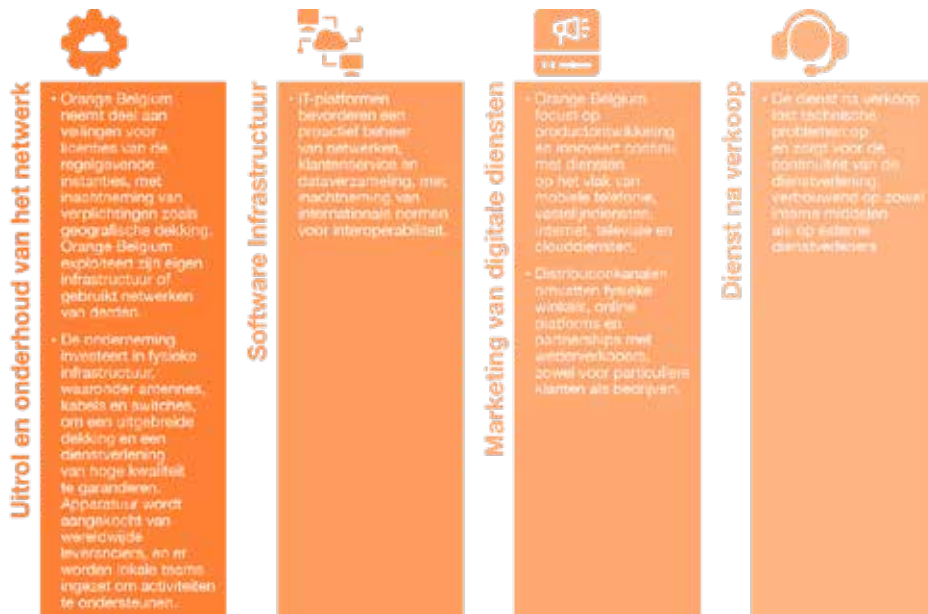 Uitrol en onderhoud van het netwerk
• Orange Belgium
neemt deel aan
veilingen voor
licenties van de
regelgevende
instanties, met
inachtneming van
verplichtingen zoals
geografische dekking.
Orange Belgium
exploiteert zijn eigen
infrastructuur of
gebruikt netwerken
van derden.
• De onderneming
investeert in fysieke
infrastructuur,
waaronder antennes,
kabels en switches,
om een uitgebreide
dekking en een
dienstverlening
van hoge kwaliteit
te garanderen.
Apparatuur wordt
aangekocht van
wereldwijde
leveranciers, en er
worden lokale teams
ingezet om activiteiten
te ondersteunen.
Software Infrastructuur
• IT-platformen
bevorderen een
proactief beheer
van netwerken,
klantenservice en
dataverzameling, met
inachtneming van
internationale normen
voor interoperabiliteit.
Marketing van digitale diensten
• Orange Belgium
focust op
productontwikkeling
en innoveert continu
met diensten
op het vlak van
mobiele telefonie,
vastelijndiensten,
internet, televisie en
clouddiensten.
• Distributiekanalen
omvatten fysieke
winkels, online
platforms en
partnerships met
wederverkopers,
zowel voor particuliere
klanten als bedrijven.
Dienst na verkoop
• De dienst na verkoop
lost technische
problemen op
en zorgt voor de
continuïteit van de
dienstverlening
vertrouwend op zowel
interne middelen
als op externe
dienstverleners